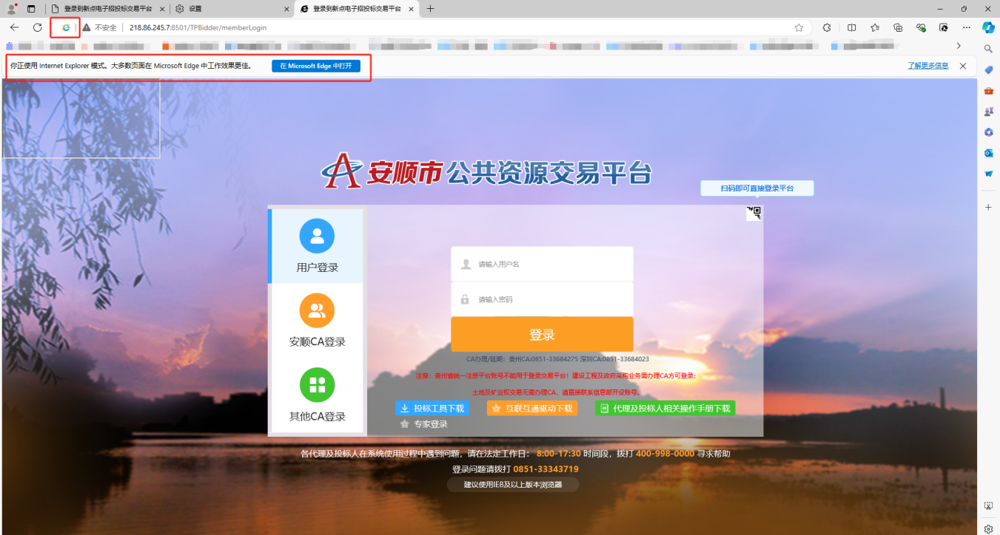 登录到新点电子招投标交易平台
设置
登录到新点电子招投标交易平台
不安全
218.86.245.7:8501/TPBidder/memberLogin
你正使用 Internet Explorer 模式。大多数页面在 Microsoft Edge 中工作效果更佳。
在 Microsoft Edge 中打开
了解更多信息
安顺市公共资源交易平台
扫码即可直接登录平台
用户登录
安顺CA登录
其他CA登录
请输入用户名
请输入密码
登录
CA办理/延期：贵州CA:0851-33684275 深圳CA:0851-33684023
注意：贵州省统一注册平台账号不能用于登录交易平台！建设工程及政府采购业务需办理CA方可登录；
土地及矿业权交易无需办理CA，请直接联系信息部开设账号。
投标工具下载
互联互通驱动下载
代理及投标人相关操作手册下载
专家登录
各代理及投标人在系统使用过程中遇到问题，请在法定工作日： 8:00-17:30 时间段，拨打 400-998-0000 寻求帮助
登录问题请拨打 0851-33343719
建议使用IE8及以上版本浏览器